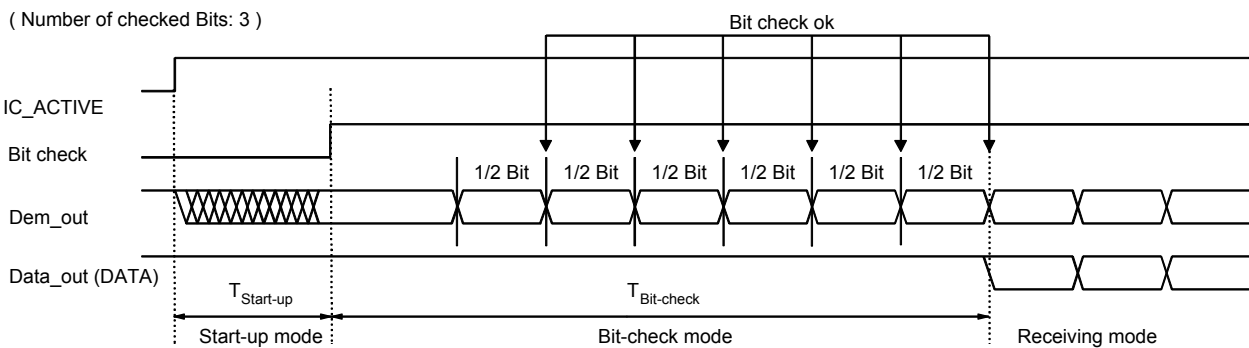 ( Number of checked Bits: 3 )
Bit check ok
IC_ACTIVE
Bit check
1/2 Bit 1/2 Bit 1/2 Bit 1/2 Bit 1/2 Bit 1/2 Bit
Dem_out
Data_out (DATA)
T Start-up T Bit-check
Start-up mode Bit-check mode Receiving mode